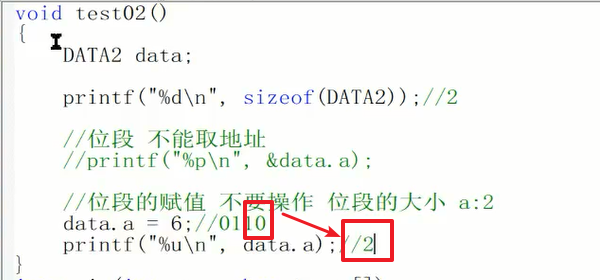 void test02()
{
DATA2 data;
printf("%d\n", sizeof(DATA2));//2
//位段 不能取地址
//printf("%p\n", &data.a);
//位段的赋值 不要操作 位段的大小 a:2
data.a = 6;//0110
printf("%u\n", data.a);//2
}